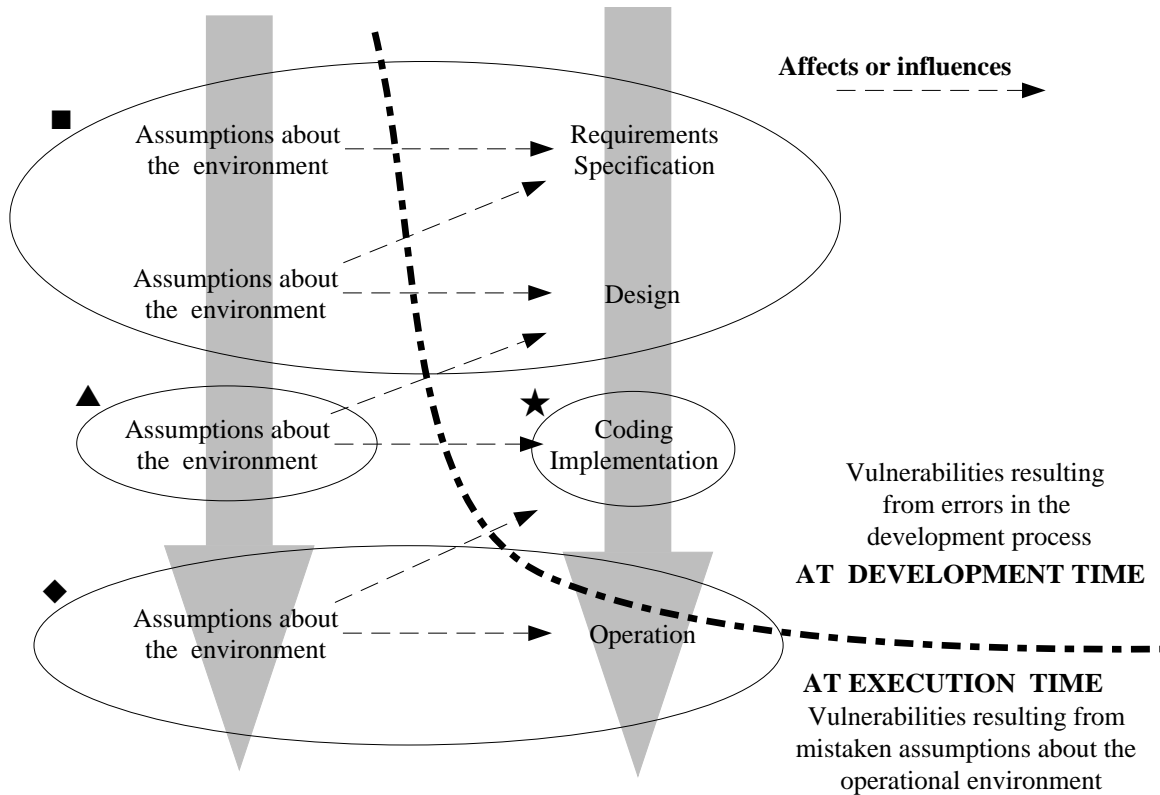 Affects or influences
Assumptions about
the environment
Requirements
Specification
Assumptions about
the environment
Design
Assumptions about
the environment
Coding
Implementation
Vulnerabilities resulting
from errors in the
development process
AT DEVELOPMENT TIME
Assumptions about
the environment
Operation
AT EXECUTION TIME
Vulnerabilities resulting from
mistaken assumptions about the
operational environment